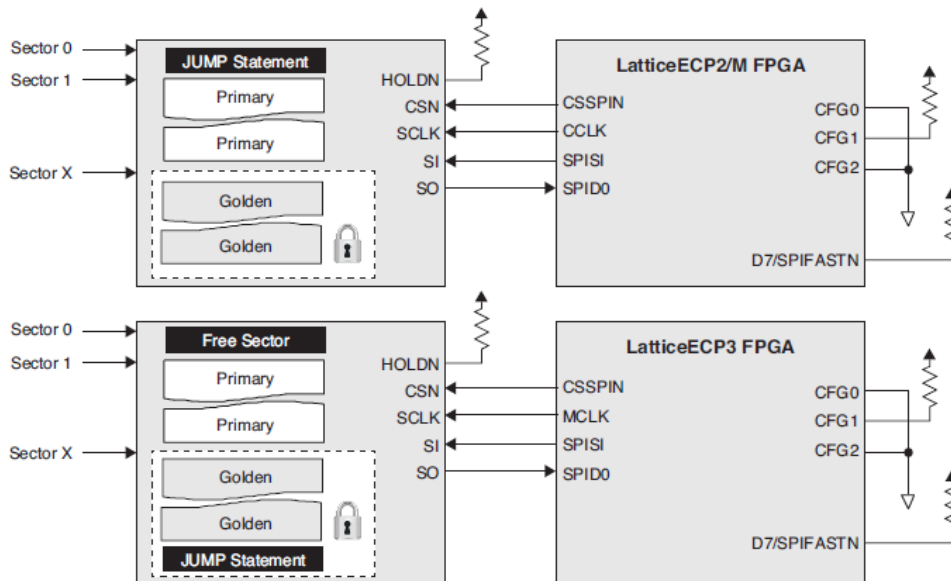 Sector 0
Sector 1
Sector X
JUMP Statement
Primary
Primary
Golden
Golden
HOLDN
CSN
SCLK
SI
SO
LatticeECP2/M FPGA
CSSPIN
CCLK
SPISI
SPID0
CFG0
CFG1
CFG2
D7/SPIFASTN
Sector 0
Sector 1
Sector X
Free Sector
Primary
Primary
Golden
Golden
JUMP Statement
HOLDN
CSN
SCLK
SI
SO
LatticeECP3 FPGA
CSSPIN
MCLK
SPISI
SPID0
CFG0
CFG1
CFG2
D7/SPIFASTN